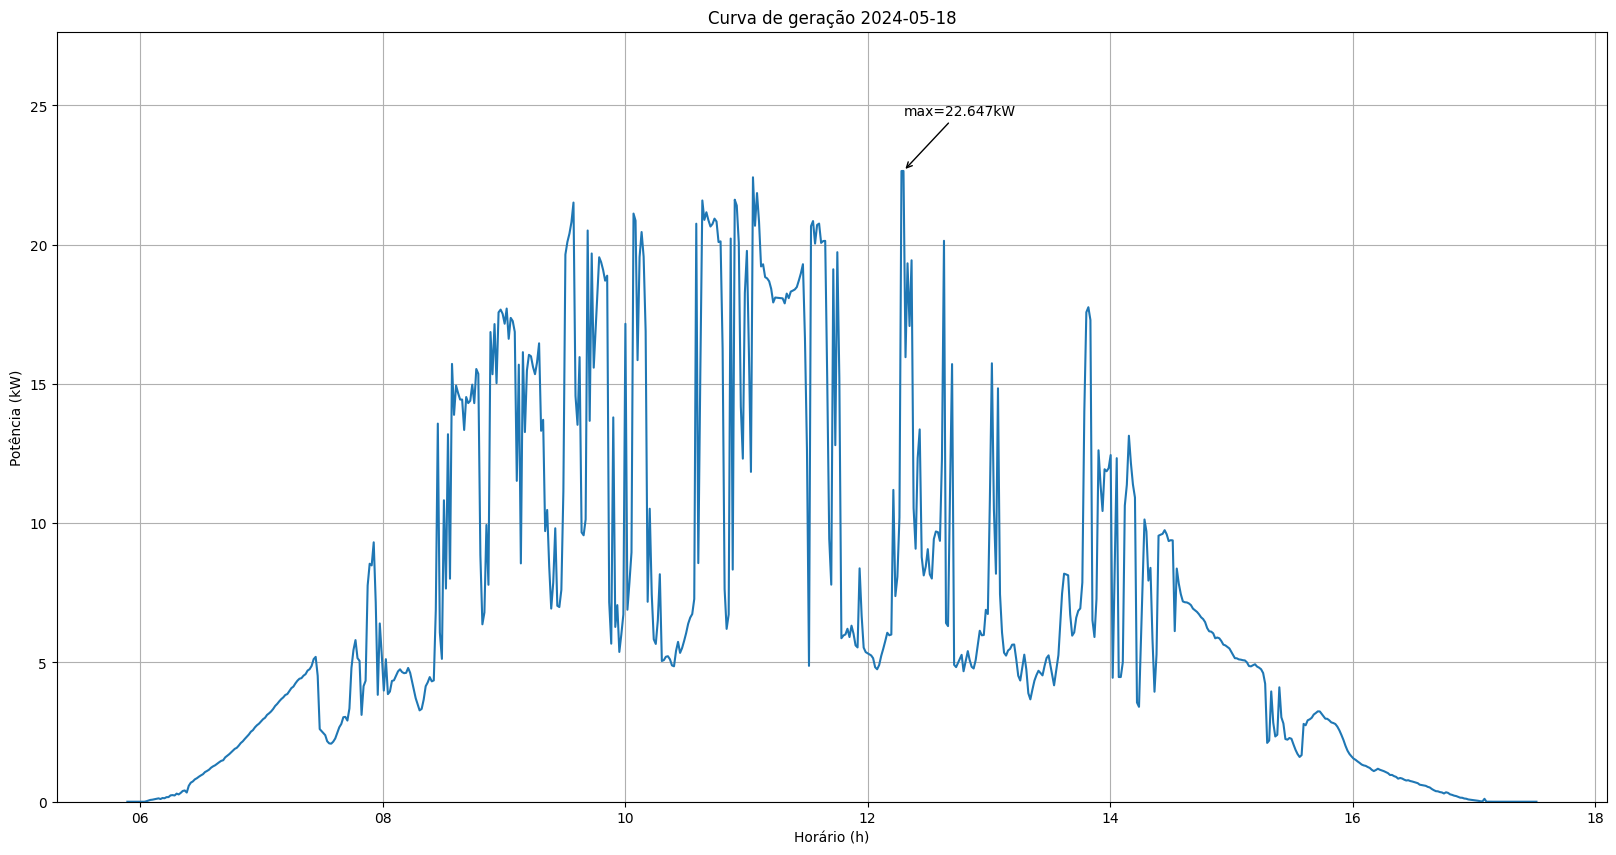 Curva de geração 2024-05-18
25
max=22.647kW
20
15
Potência (kW)
10
5
0
06 08 10 12 14 16 18
Horário (h)